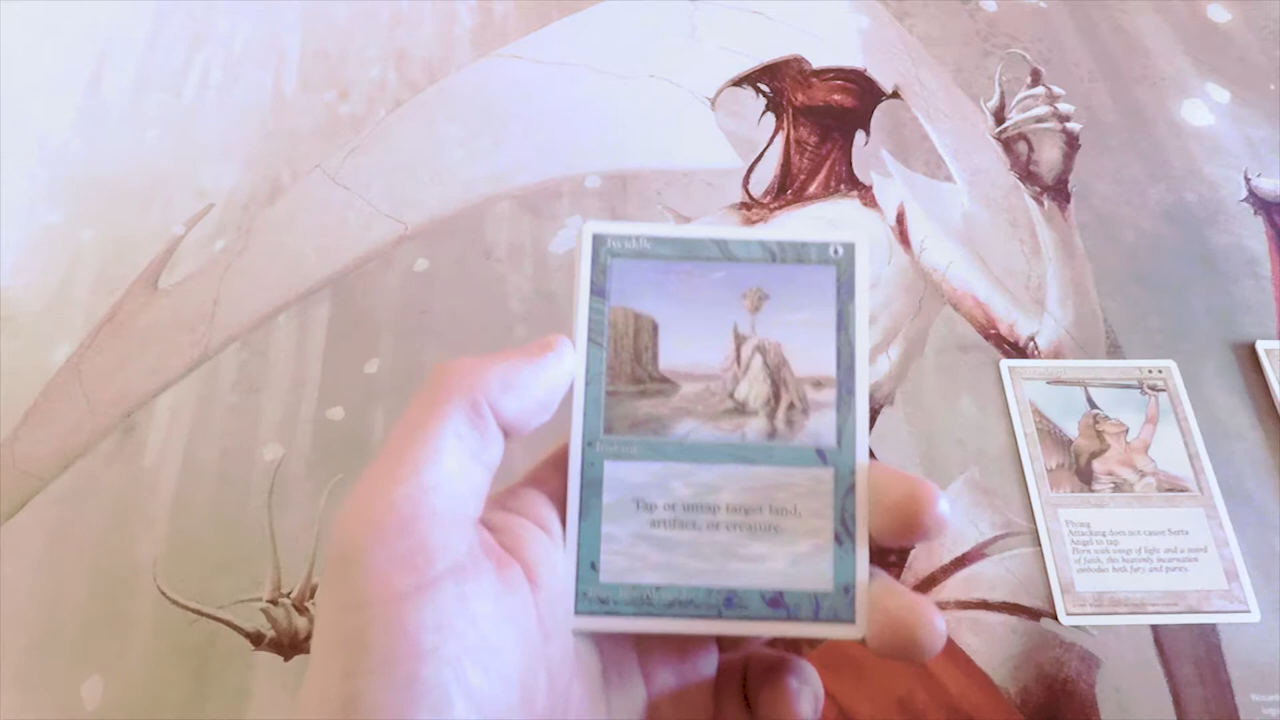 Twiddle
Instant
Tap or untap target land,
artifact, or creature.
Flying
Attacking does not cause Serra
Angel to tap.
Born with wings of light and a sword
of faith, this heavenly incarnation
embodies both fury and purity.